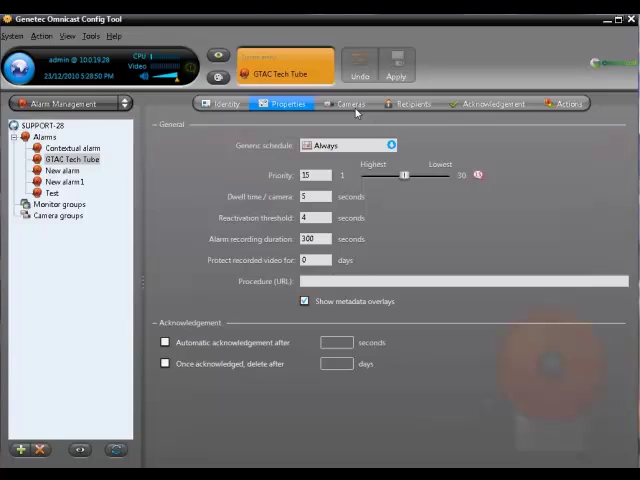 Genetec Omnicast Config Tool
System Action View Tools Help
admin @ 10.0.19.28
23/12/2010 5:28:50 PM
CPU
Video
GTAC Tech Tube
Undo Apply
Alarm Management
Identity Properties Cameras Recipients Acknowledgement Actions
SUPPORT-28
Alarms
Contextual alarm
GTAC Tech Tube
New alarm
New alarm1
Test
Monitor groups
Camera groups
General
Generic schedule: Always
Highest Lowest
Priority: 15 1 30
Dwell time / camera: 5 seconds
Reactivation threshold: 4 seconds
Alarm recording duration: 300 seconds
Protect recorded video for: 0 days
Procedure (URL):
Show metadata overlays
Acknowledgement
Automatic acknowledgement after seconds
Once acknowledged, delete after days